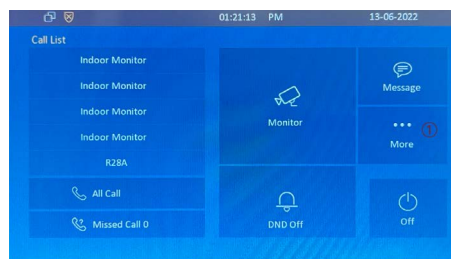 01:21:13 PM
13-06-2022
Call List
Indoor Monitor
Indoor Monitor
Indoor Monitor
Indoor Monitor
R28A
All Call
Missed Call 0
Monitor
DND Off
Message
More
①
Off